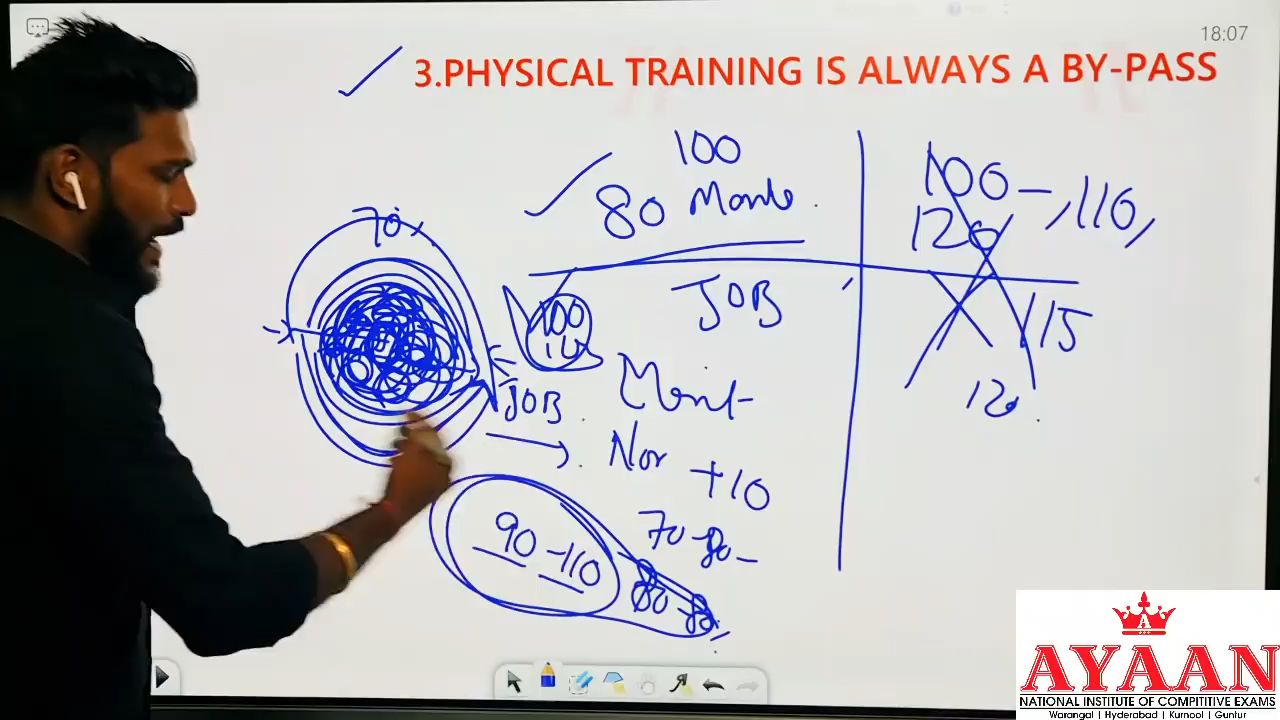 18:07
3.PHYSICAL TRAINING IS ALWAYS A BY-PASS
100
80 Marks
100 - , 110,
120
70
100
JOB
115
JOB
Merit
120
Nor +10
70 -
90 - 110
80 -
AYAAN
NATIONAL INSTITUTE OF COMPITITIVE EXAMS
Warangal | Hyderabad | Kurnool | Guntur